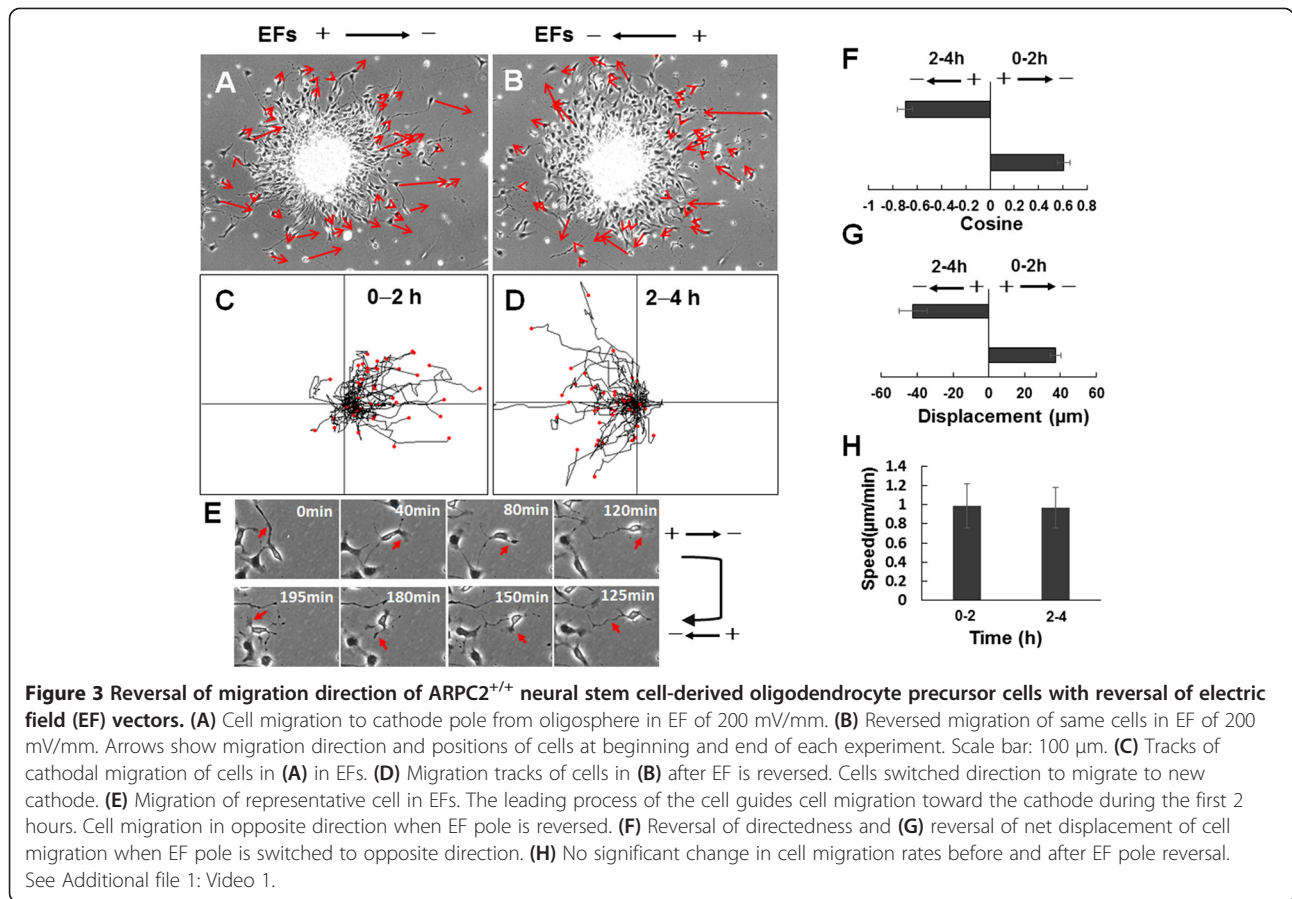 EFs + → −
EFs − ← +
A
B
C
0–2 h
D
2–4 h
E
0min
40min
80min
120min
+ → −
195min
180min
150min
125min
− ← +
F
2-4h
0-2h
− ← + + → −
-1 -0.8-0.6-0.4-0.2 0 0.2 0.4 0.6 0.8
Cosine
G
2-4h
0-2h
− ← + + → −
-60 -40 -20 0 20 40 60
Displacement (µm)
H
Speed(µm/min)
1.4
1.2
1
0.8
0.6
0.4
0.2
0
0-2
2-4
Time (h)
Figure 3 Reversal of migration direction of ARPC2+/+ neural stem cell-derived oligodendrocyte precursor cells with reversal of electric
field (EF) vectors. (A) Cell migration to cathode pole from oligosphere in EF of 200 mV/mm. (B) Reversed migration of same cells in EF of 200
mV/mm. Arrows show migration direction and positions of cells at beginning and end of each experiment. Scale bar: 100 µm. (C) Tracks of
cathodal migration of cells in (A) in EFs. (D) Migration tracks of cells in (B) after EF is reversed. Cells switched direction to migrate to new
cathode. (E) Migration of representative cell in EFs. The leading process of the cell guides cell migration toward the cathode during the first 2
hours. Cell migration in opposite direction when EF pole is reversed. (F) Reversal of directedness and (G) reversal of net displacement of cell
migration when EF pole is switched to opposite direction. (H) No significant change in cell migration rates before and after EF pole reversal.
See Additional file 1: Video 1.